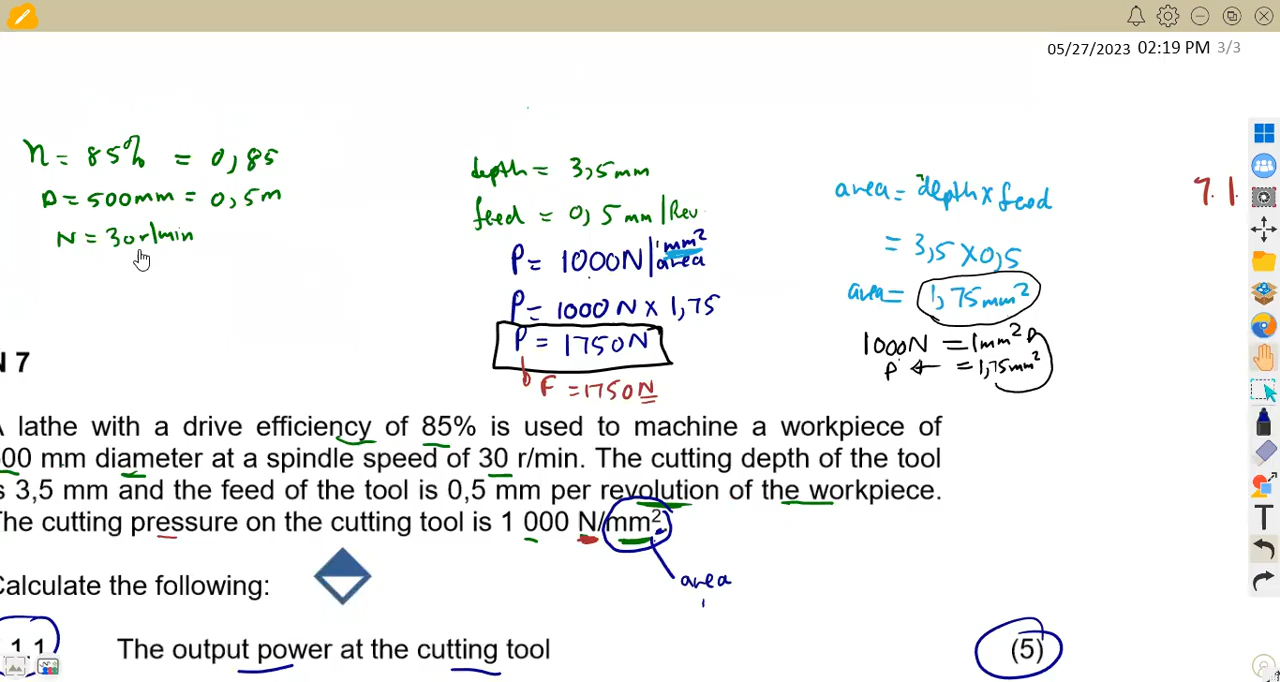 05/27/2023 02:19 PM 3/3
η = 85% = 0,85
D = 500mm = 0,5m
N = 30r/min
depth = 3,5mm
feed = 0,5mm/Rev
P = 1000N/area
mm²
P = 1000N × 1,75
P = 1750N
F = 1750N
area = depth × feed
= 3,5 × 0,5
area = 1,75mm²
1000N = 1mm²
P ← = 1,75mm²
7.1
N 7
lathe with a drive efficiency of 85% is used to machine a workpiece of
00 mm diameter at a spindle speed of 30 r/min. The cutting depth of the tool
s 3,5 mm and the feed of the tool is 0,5 mm per revolution of the workpiece.
he cutting pressure on the cutting tool is 1 000 N/mm².
area
alculate the following:
1.1 The output power at the cutting tool (5)